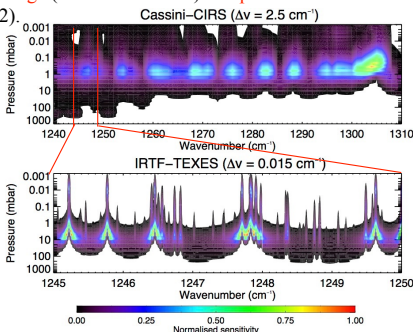 2).
Cassini-CIRS (Δν = 2.5 cm⁻¹)
Pressure (mbar)
0.001
0.01
0.1
1
10
100
1000
1240 1250 1260 1270 1280 1290 1300 1310
Wavenumber (cm⁻¹)
IRTF-TEXES (Δν = 0.015 cm⁻¹)
Pressure (mbar)
0.001
0.01
0.1
1
10
100
1000
1245 1246 1247 1248 1249 1250
Wavenumber (cm⁻¹)
0.00 0.25 0.50 0.75 1.00
Normalised sensitivity